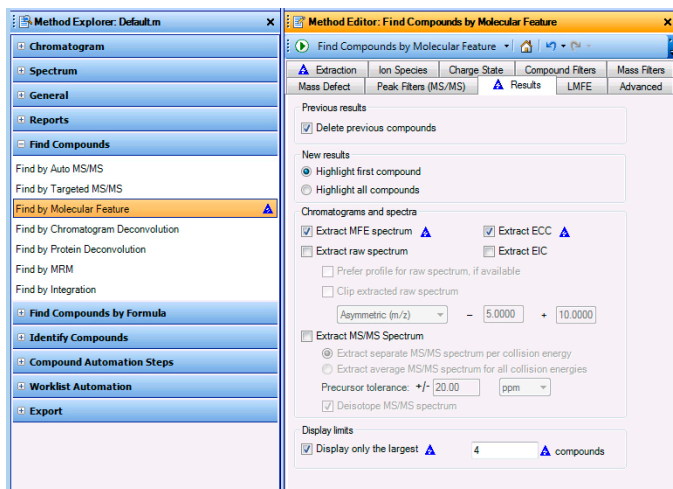 Method Explorer: Default.m
Chromatogram
Spectrum
General
Reports
Find Compounds
Find by Auto MS/MS
Find by Targeted MS/MS
Find by Molecular Feature
Find by Chromatogram Deconvolution
Find by Protein Deconvolution
Find by MRM
Find by Integration
Find Compounds by Formula
Identify Compounds
Compound Automation Steps
Worklist Automation
Export
Method Editor: Find Compounds by Molecular Feature
Find Compounds by Molecular Feature
Extraction Ion Species Charge State Compound Filters Mass Filters
Mass Defect Peak Filters (MS/MS) Results LMFE Advanced
Previous results
Delete previous compounds
New results
Highlight first compound
Highlight all compounds
Chromatograms and spectra
Extract MFE spectrum Extract ECC
Extract raw spectrum Extract EIC
Prefer profile for raw spectrum, if available
Clip extracted raw spectrum
Asymmetric (m/z) – 5.0000 + 10.0000
Extract MS/MS Spectrum
Extract separate MS/MS spectrum per collision energy
Extract average MS/MS spectrum for all collision energies
Precursor tolerance: +/- 20.00 ppm
Deisotope MS/MS spectrum
Display limits
Display only the largest 4 compounds